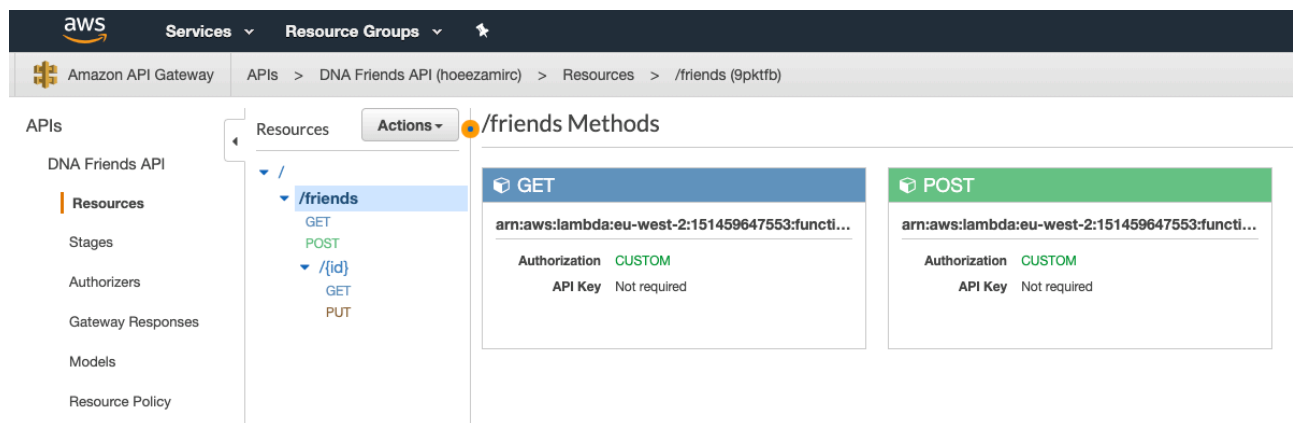 aws Services Resource Groups
Amazon API Gateway APIs > DNA Friends API (hoeezamirc) > Resources > /friends (9pktfb)
APIs
DNA Friends API
Resources
Stages
Authorizers
Gateway Responses
Models
Resource Policy
Resources Actions
/
/friends
GET
POST
/{id}
GET
PUT
/friends Methods
GET
arn:aws:lambda:eu-west-2:151459647553:functi...
Authorization CUSTOM
API Key Not required
POST
arn:aws:lambda:eu-west-2:151459647553:functi...
Authorization CUSTOM
API Key Not required